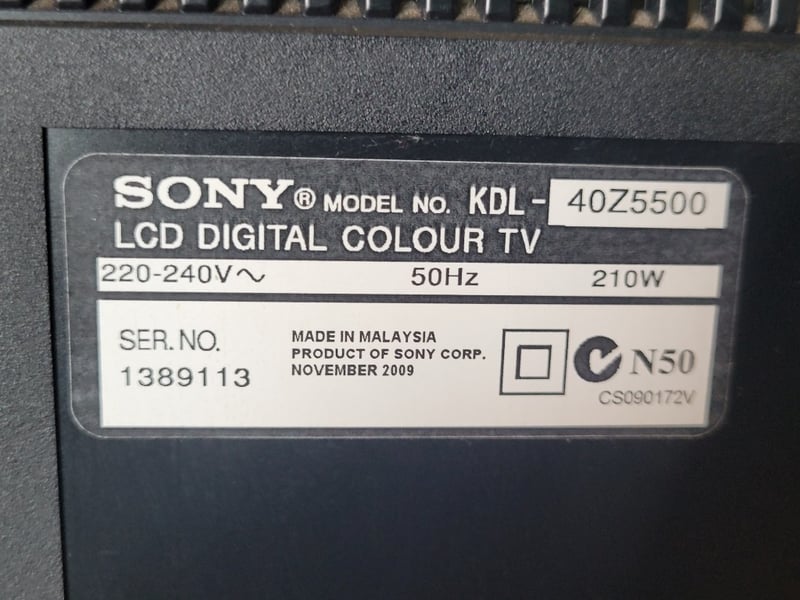 SONY® MODEL NO. KDL-40Z5500
LCD DIGITAL COLOUR TV
220-240V～ 50Hz 210W
SER.NO.
1389113
MADE IN MALAYSIA
PRODUCT OF SONY CORP.
NOVEMBER 2009
N50
CS090172V